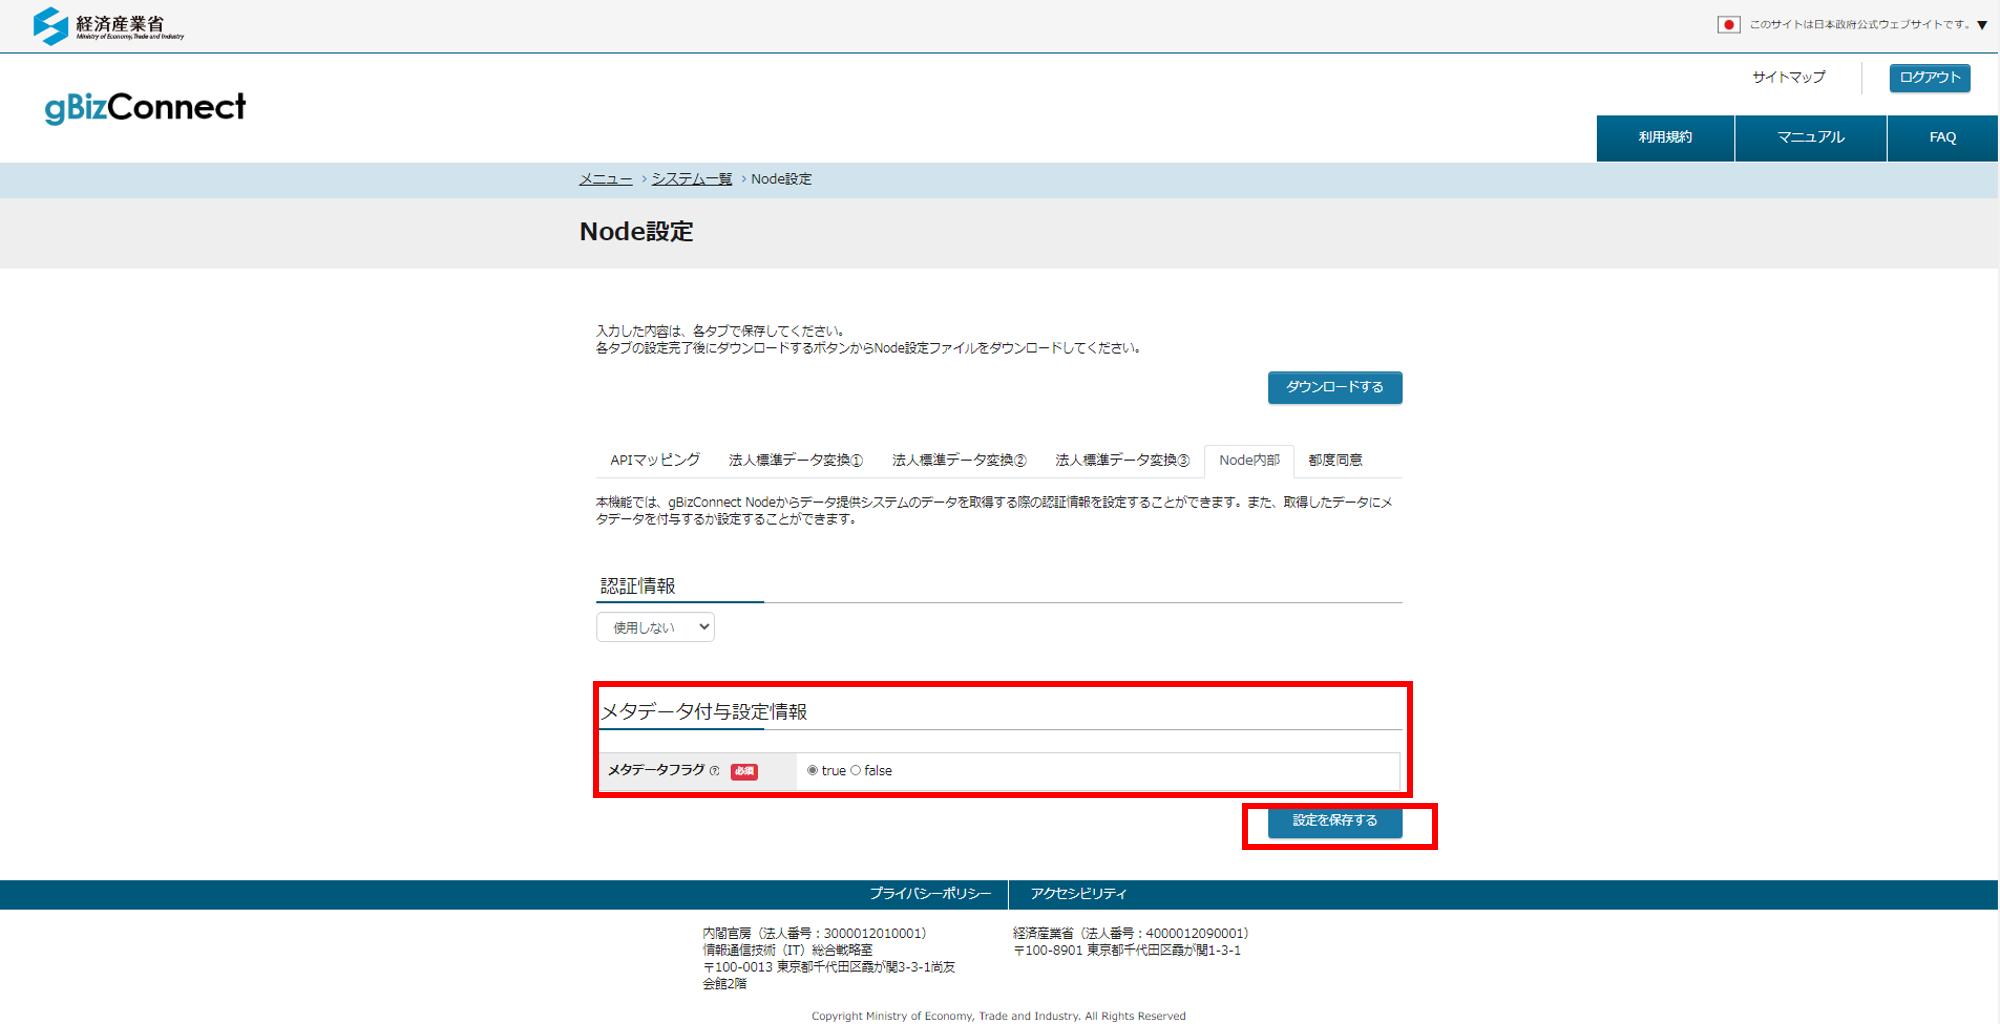 経済産業省
Ministry of Economy, Trade and Industry
このサイトは日本政府公式ウェブサイトです。▼
サイトマップ
ログアウト
gBizConnect
利用規約
マニュアル
FAQ
メニュー > システム一覧 > Node設定
Node設定
入力した内容は、各タブで保存してください。
各タブの設定完了後にダウンロードするボタンからNode設定ファイルをダウンロードしてください。
ダウンロードする
APIマッピング 法人標準データ変換① 法人標準データ変換② 法人標準データ変換③ Node内部 都度同意
本機能では、gBizConnect Nodeからデータ提供システムのデータを取得する際の認証情報を設定することができます。また、取得したデータにメ
タデータを付与するか設定することができます。
認証情報
使用しない
メタデータ付与設定情報
メタデータフラグ ? 必須 true false
設定を保存する
プライバシーポリシー
アクセシビリティ
内閣官房（法人番号：3000012010001）
情報通信技術（IT）総合戦略室
〒100-0013 東京都千代田区霞が関3-3-1尚友
会館2階
経済産業省（法人番号：4000012090001）
〒100-8901 東京都千代田区霞が関1-3-1
Copyright Ministry of Economy, Trade and Industry. All Rights Reserved